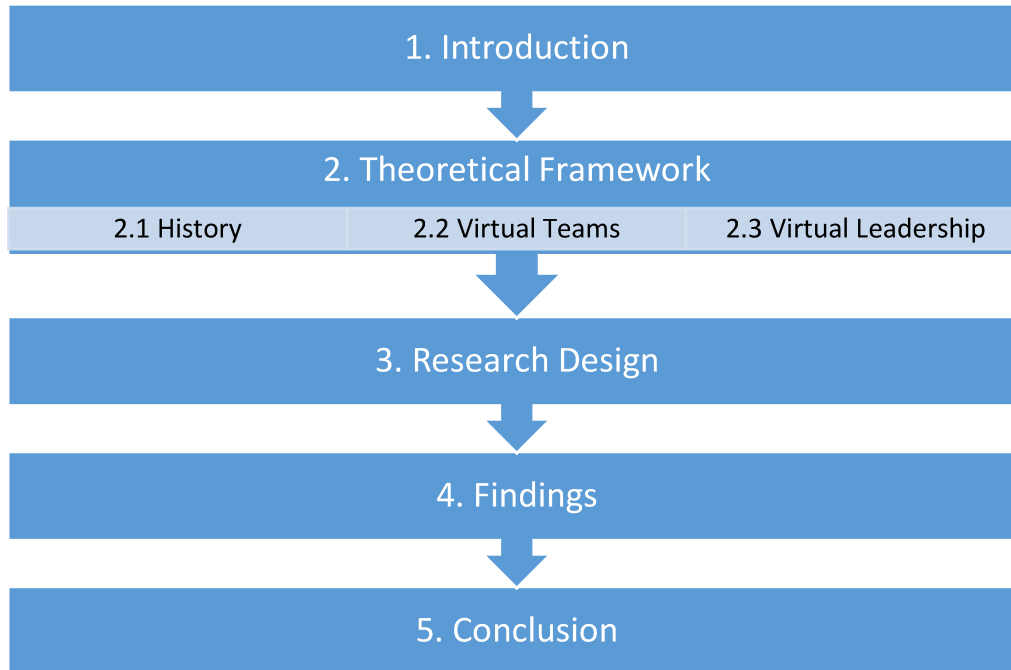 1. Introduction
2. Theoretical Framework
2.1 History
2.2 Virtual Teams
2.3 Virtual Leadership
3. Research Design
4. Findings
5. Conclusion